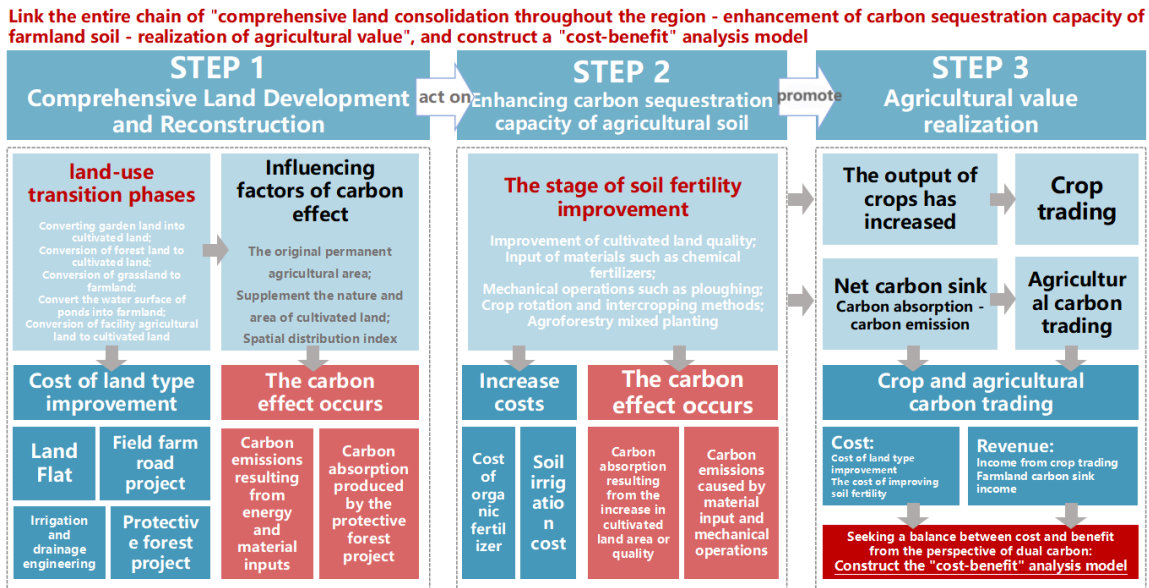 Link the entire chain of "comprehensive land consolidation throughout the region - enhancement of carbon sequestration capacity of
farmland soil - realization of agricultural value", and construct a "cost-benefit" analysis model
STEP 1
Comprehensive Land Development
and Reconstruction
act on
STEP 2
Enhancing carbon sequestration
capacity of agricultural soil
promote
STEP 3
Agricultural value
realization
land-use
transition phases
Converting garden land into
cultivated land;
Conversion of forest land to
cultivated land;
Conversion of grassland to
farmland;
Convert the water surface of
ponds into farmland;
Conversion of facility agricultural
land to cultivated land
Influencing
factors of carbon
effect
The original permanent
agricultural area;
Supplement the nature and
area of cultivated land;
Spatial distribution index
Cost of land type
improvement
Land
Flat
Field farm
road
project
Irrigation
and
drainage
engineering
Protectiv
e forest
project
The carbon
effect occurs
Carbon
emissions
resulting
from
energy
and
material
inputs
Carbon
absorption
produced
by the
protective
forest
project
The stage of soil fertility
improvement
Improvement of cultivated land quality;
Input of materials such as chemical
fertilizers;
Mechanical operations such as ploughing;
Crop rotation and intercropping methods;
Agroforestry mixed planting
Increase
costs
Cost
of
orga
nic
fertil
izer
Soil
irrig
atio
n
cost
The carbon
effect occurs
Carbon
absorption
resulting
from the
increase in
cultivated
land area or
quality
Carbon
emissions
caused by
material
input and
mechanical
operations
The output of
crops has
increased
Crop
trading
Net carbon sink
Carbon absorption -
carbon emission
Agricultur
al carbon
trading
Crop and agricultural
carbon trading
Cost:
Cost of land type
improvement
The cost of improving
soil fertility
Revenue:
Income from crop trading
Farmland carbon sink
income
Seeking a balance between cost and benefit
from the perspective of dual carbon:
Construct the "cost-benefit" analysis model